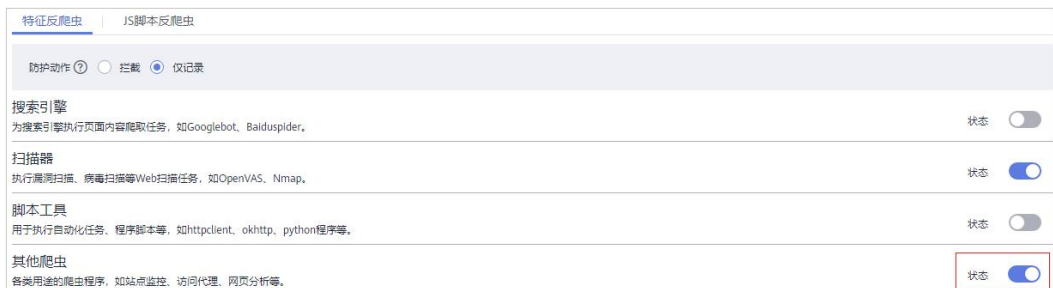 特征反爬虫 JS脚本反爬虫
防护动作 ? 拦截 仅记录
搜索引擎
为搜索引擎执行页面内容爬取任务，如Googlebot、Baiduspider。
状态
扫描器
执行漏洞扫描、病毒扫描等Web扫描任务，如OpenVAS、Nmap。
状态
脚本工具
用于执行自动化任务、程序脚本等，如httpclient、okhttp、python程序等。
状态
其他爬虫
各类用途的爬虫程序，如站点监控、访问代理、网页分析等。
状态